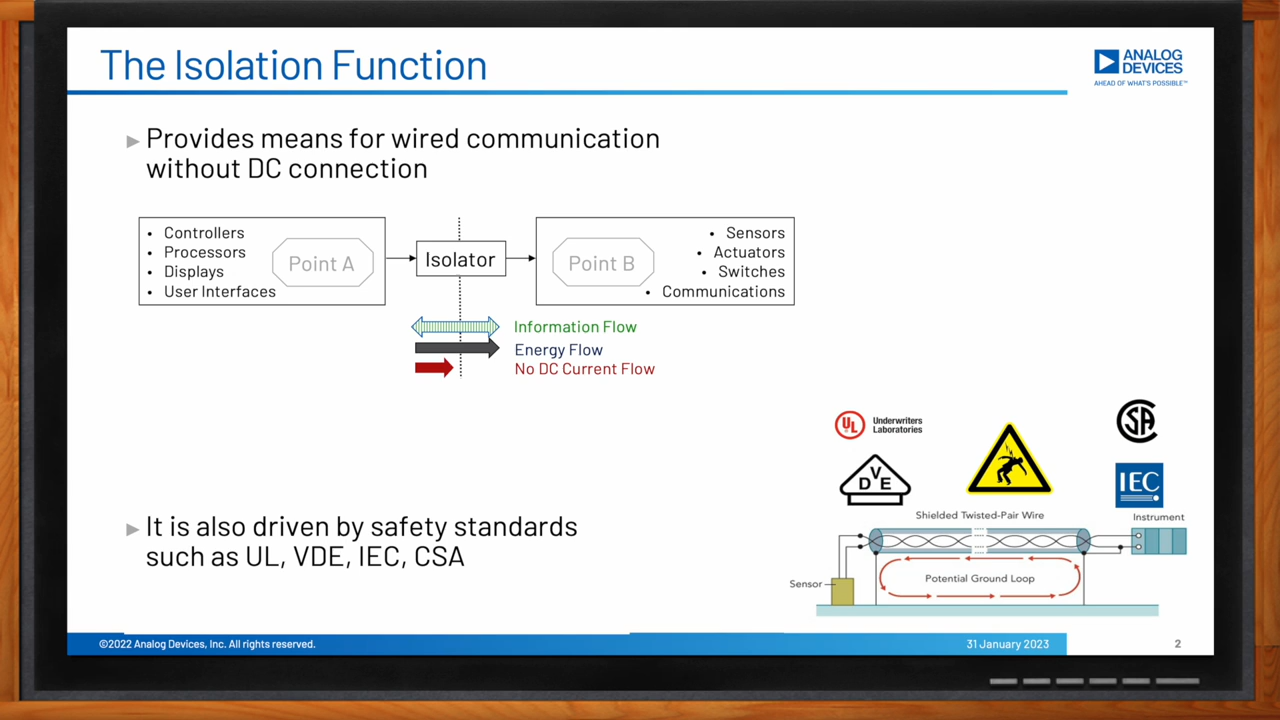 The Isolation Function
ANALOG
DEVICES
AHEAD OF WHAT'S POSSIBLE™
► Provides means for wired communication
without DC connection
• Controllers
• Processors
• Displays
• User Interfaces
Point A
Isolator
Point B
• Sensors
• Actuators
• Switches
• Communications
Information Flow
Energy Flow
No DC Current Flow
UL
Underwriters
Laboratories
CSA
DVE
IEC
► It is also driven by safety standards
such as UL, VDE, IEC, CSA
Shielded Twisted-Pair Wire
Instrument
Sensor
Potential Ground Loop
©2022 Analog Devices, Inc. All rights reserved.
31 January 2023
2